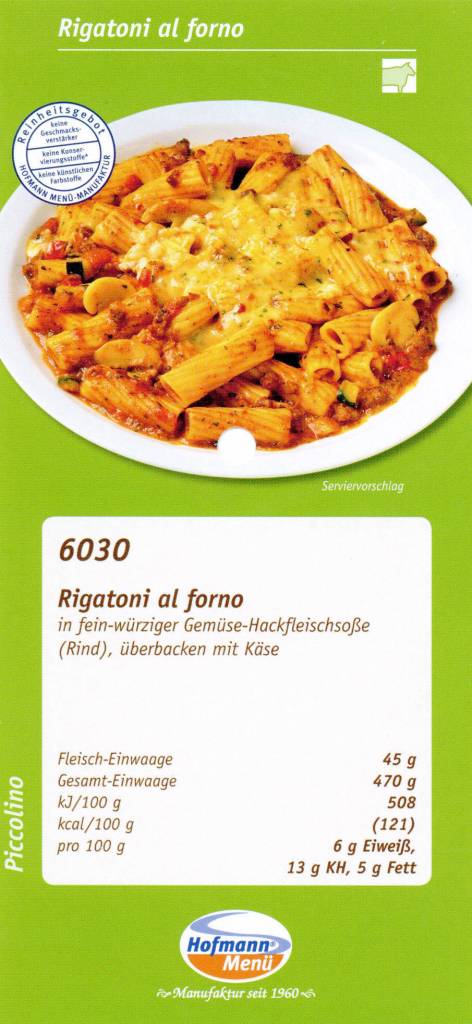 Rigatoni al forno
Reinheitsgebot
keine
Geschmacks-
verstärker
keine Konser-
vierungsstoffe*
keine künstlichen
Farbstoffe
HOFMANN MENÜ-MANUFAKTUR
Serviervorschlag
6030
Rigatoni al forno
in fein-würziger Gemüse-Hackfleischsoße
(Rind), überbacken mit Käse
Fleisch-Einwaage 45 g
Gesamt-Einwaage 470 g
kJ/100 g 508
kcal/100 g (121)
pro 100 g 6 g Eiweiß,
13 g KH, 5 g Fett
Piccolino
Hofmann®
Menü
Manufaktur seit 1960